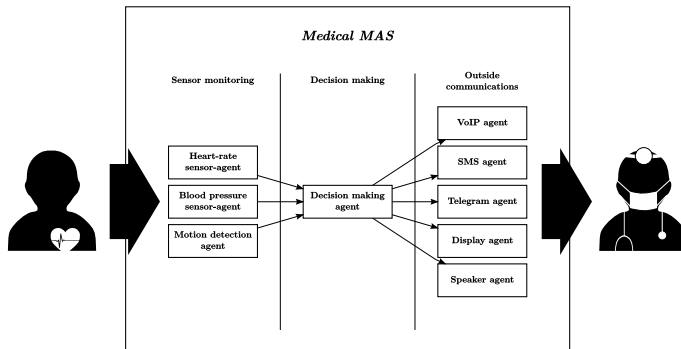 Medical MAS
Sensor monitoring
Decision making
Outside
communications
Heart-rate
sensor-agent
Blood pressure
sensor-agent
Motion detection
agent
Decision making
agent
VoIP agent
SMS agent
Telegram agent
Display agent
Speaker agent